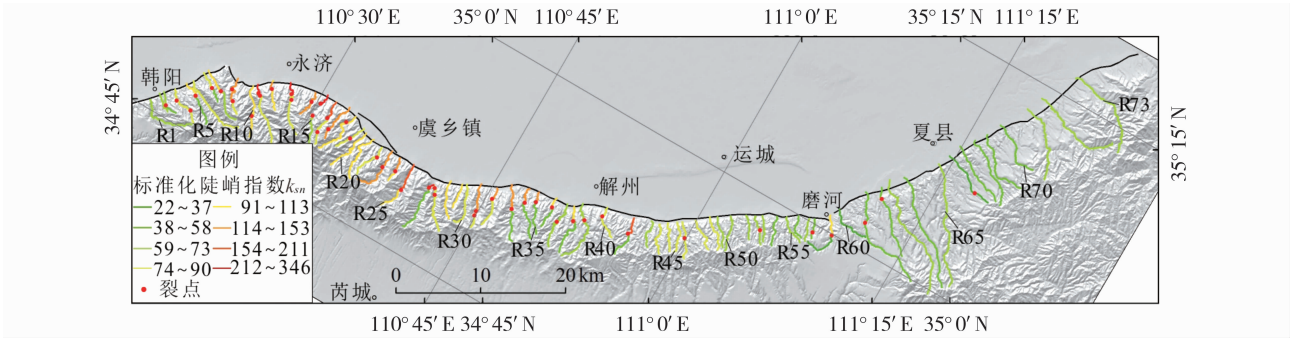 110° 30′ E 35° 0′ N 110° 45′ E 111° 0′ E 35° 15′ N 111° 15′ E
34° 45′ N
35° 15′ N
韩阳
永济
虞乡镇
运城
夏县
解州
磨河
芮城
R1 R5 R10 R15
R20
R25
R30
R35
R40
R45
R50
R55
R60
R65
R70
R73
图例
标准化陡峭指数ksn
22~37 91~113
38~58 114~153
59~73 154~211
74~90 212~346
裂点
0 10 20 km
110° 45′ E 34° 45′ N 111° 0′ E 111° 15′ E 35° 0′ N